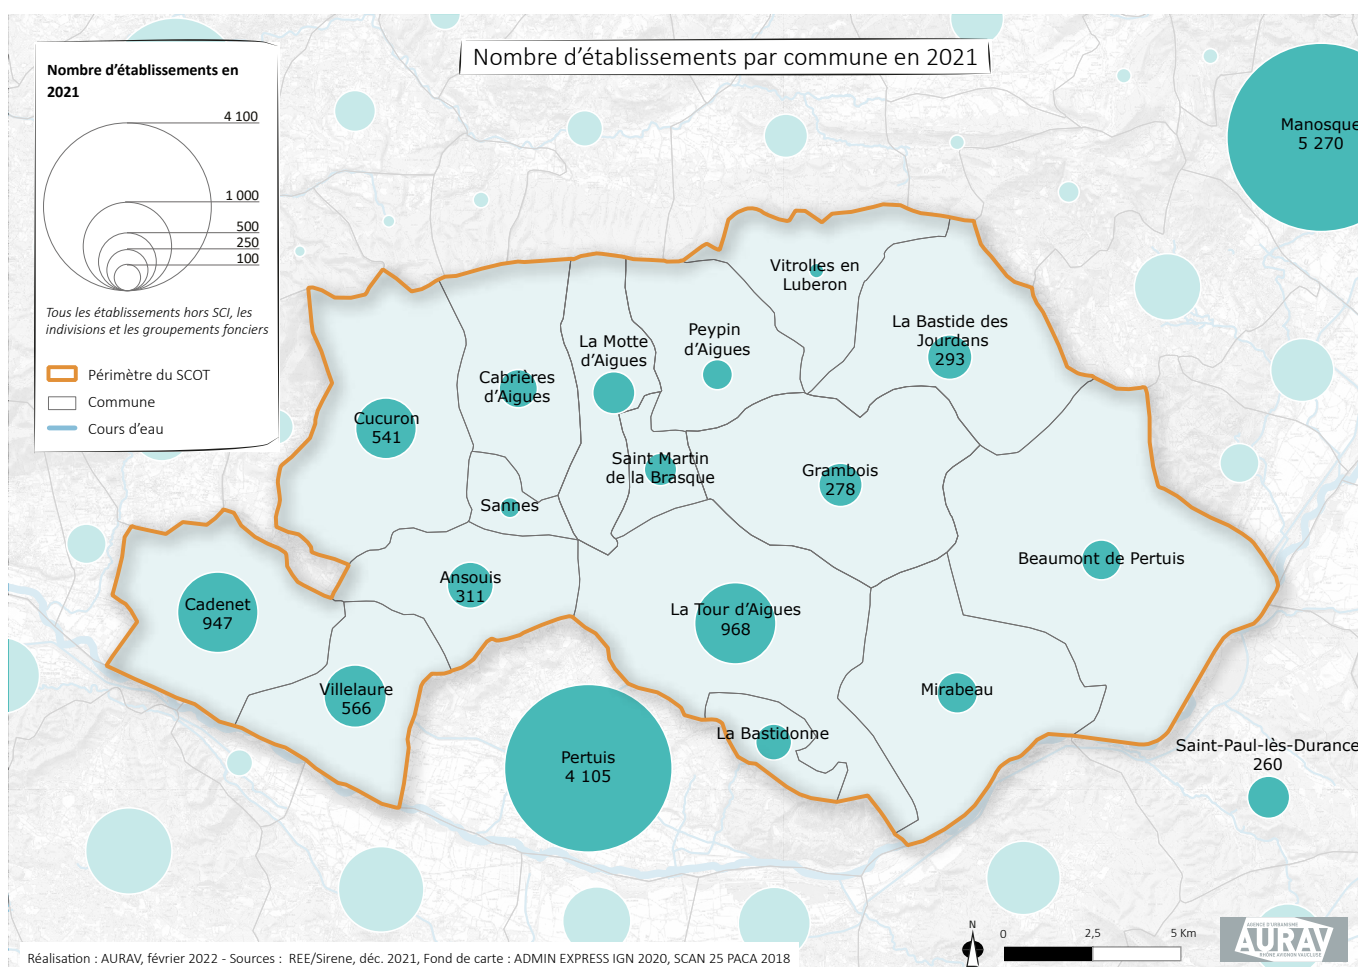 Nombre d’établissements par commune en 2021
Nombre d’établissements en
2021
4 100
1 000
500
250
100
Tous les établissements hors SCI, les
indivisions et les groupements fonciers
Périmètre du SCOT
Commune
Cours d’eau
Manosque
5 270
Vitrolles en
Luberon
La Bastide des
Jourdans
293
Peypin
d’Aigues
La Motte
d’Aigues
Cabrières
d’Aigues
Cucuron
541
Saint Martin
de la Brasque
Grambois
278
Sannes
Beaumont de Pertuis
Ansouis
311
Cadenet
947
La Tour d’Aigues
968
Villelaure
566
Mirabeau
La Bastidonne
Pertuis
4 105
Saint-Paul-lès-Durance
260
N
0
2,5
5 Km
AGENCE D’URBANISME
AURAV
RHÔNE AVIGNON VAUCLUSE
Réalisation : AURAV, février 2022 - Sources : REE/Sirene, déc. 2021, Fond de carte : ADMIN EXPRESS IGN 2020, SCAN 25 PACA 2018